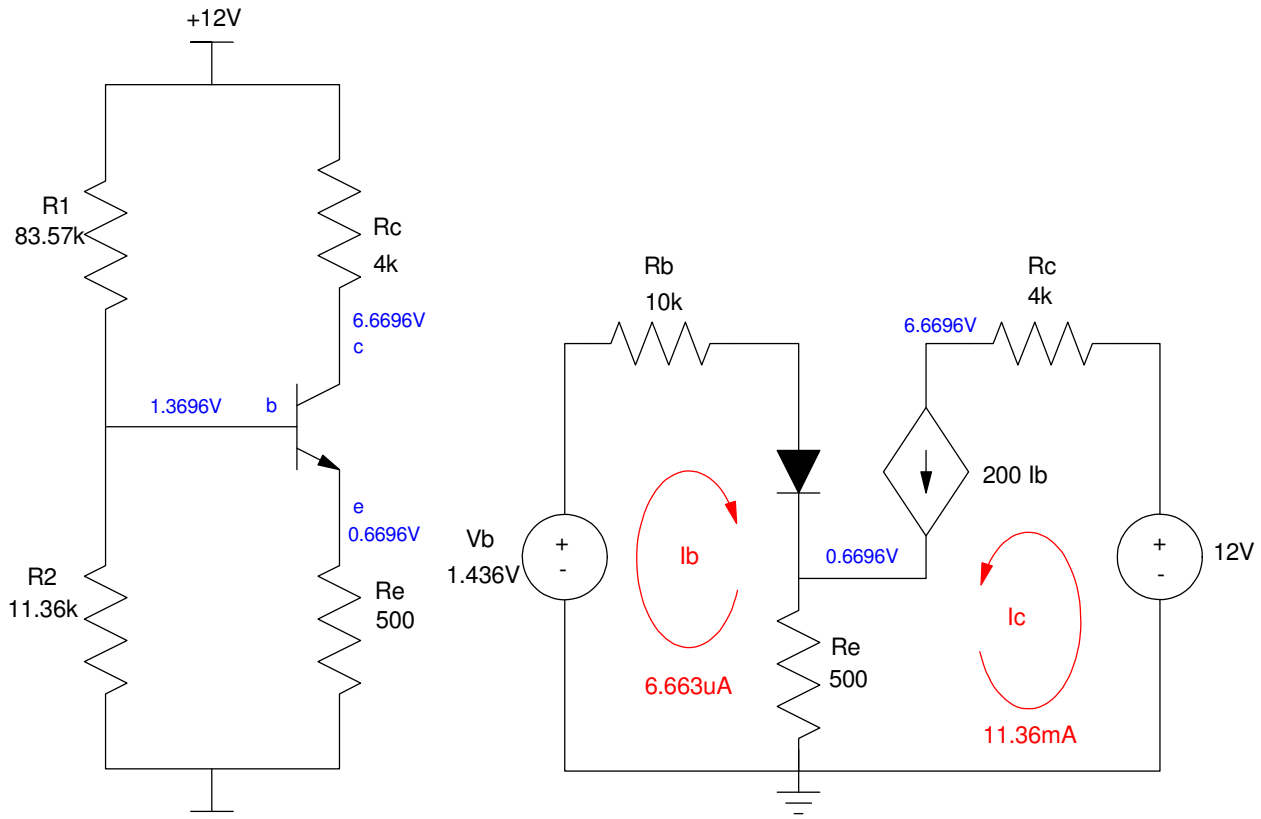 +12V
R1
83.57k
Rc
4k
6.6696V
c
1.3696V
b
e
0.6696V
R2
11.36k
Re
500
Rb
10k
Rc
4k
6.6696V
200 Ib
Vb
1.436V
+
-
Ib
6.663uA
0.6696V
Re
500
Ic
11.36mA
+
-
12V